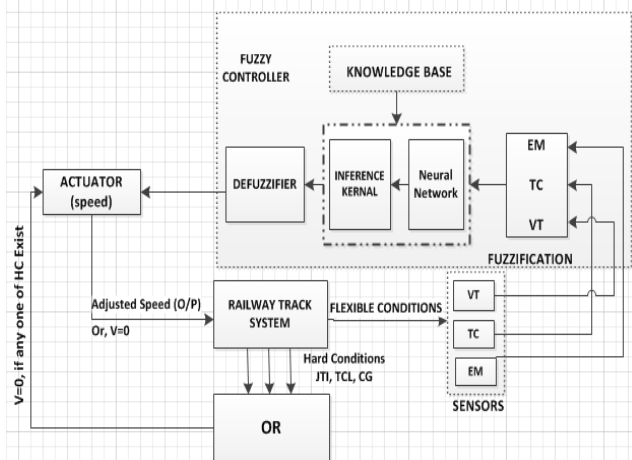 FUZZY
CONTROLLER
KNOWLEDGE BASE
EM
TC
VT
FUZZIFICATION
Neural
Network
INFERENCE
KERNAL
DEFUZZIFIER
ACTUATOR
(speed)
V=0, if any one of HC Exist
Adjusted Speed (O/P)
Or, V=0
RAILWAY TRACK
SYSTEM
FLEXIBLE CONDITIONS
VT
TC
EM
SENSORS
Hard Conditions
JTI, TCL, CG
OR